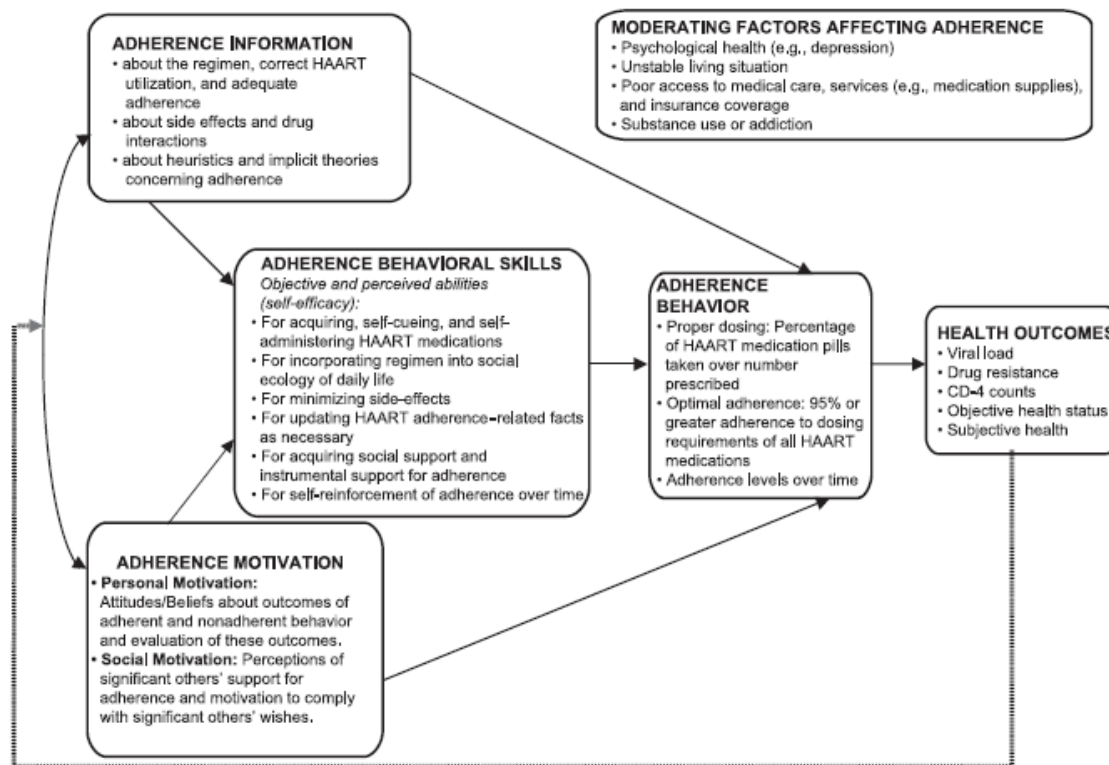 ADHERENCE INFORMATION
• about the regimen, correct HAART
utilization, and adequate
adherence
• about side effects and drug
interactions
• about heuristics and implicit theories
concerning adherence
MODERATING FACTORS AFFECTING ADHERENCE
• Psychological health (e.g., depression)
• Unstable living situation
• Poor access to medical care, services (e.g., medication supplies),
and insurance coverage
• Substance use or addiction
ADHERENCE BEHAVIORAL SKILLS
Objective and perceived abilities
(self-efficacy):
• For acquiring, self-cueing, and self-
administering HAART medications
• For incorporating regimen into social
ecology of daily life
• For minimizing side-effects
• For updating HAART adherence–related facts
as necessary
• For acquiring social support and
instrumental support for adherence
• For self-reinforcement of adherence over time
ADHERENCE
BEHAVIOR
• Proper dosing: Percentage
of HAART medication pills
taken over number
prescribed
• Optimal adherence: 95% or
greater adherence to dosing
requirements of all HAART
medications
• Adherence levels over time
HEALTH OUTCOMES
• Viral load
• Drug resistance
• CD-4 counts
• Objective health status
• Subjective health
ADHERENCE MOTIVATION
• Personal Motivation:
Attitudes/Beliefs about outcomes of
adherent and nonadherent behavior
and evaluation of these outcomes.
• Social Motivation: Perceptions of
significant others' support for
adherence and motivation to comply
with significant others' wishes.